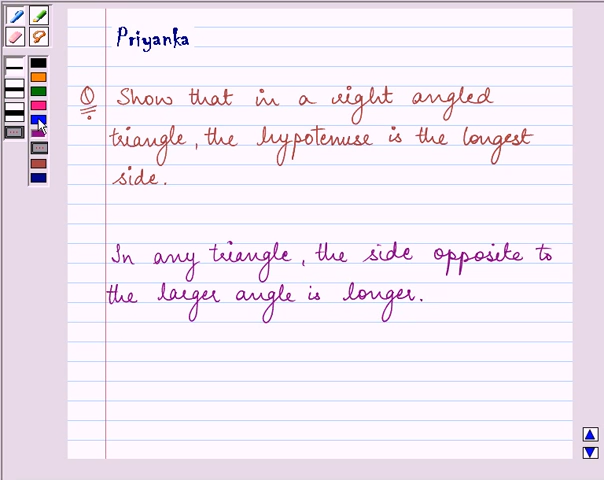 Priyanka
Q Show that in a right angled
triangle, the hypotenuse is the longest
side.
In any triangle, the side opposite to
the larger angle is longer.